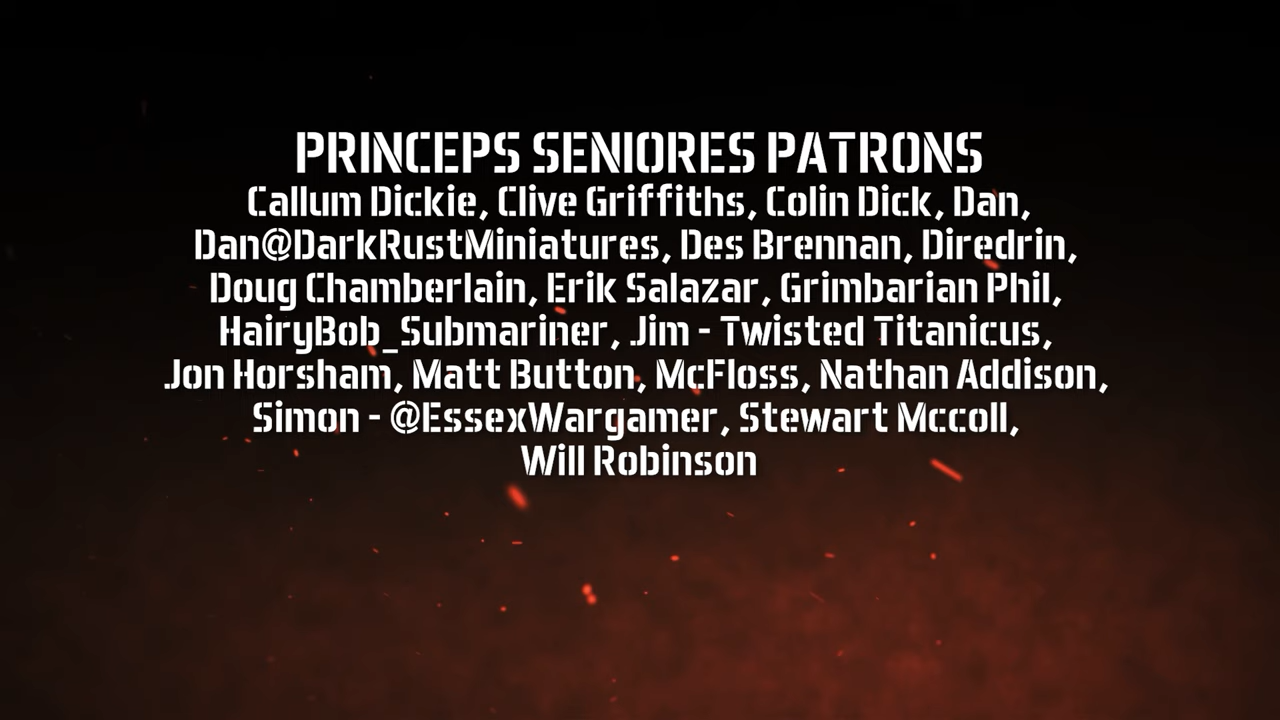 PRINCEPS SENIORES PATRONS
Callum Dickie, Clive Griffiths, Colin Dick, Dan,
Dan@DarkRustMiniatures, Des Brennan, Diredrin,
Doug Chamberlain, Erik Salazar, Grimbarian Phil,
HairyBob_Submariner, Jim - Twisted Titanicus,
Jon Horsham, Matt Button, McFloss, Nathan Addison,
Simon - @EssexWargamer, Stewart Mccoll,
Will Robinson